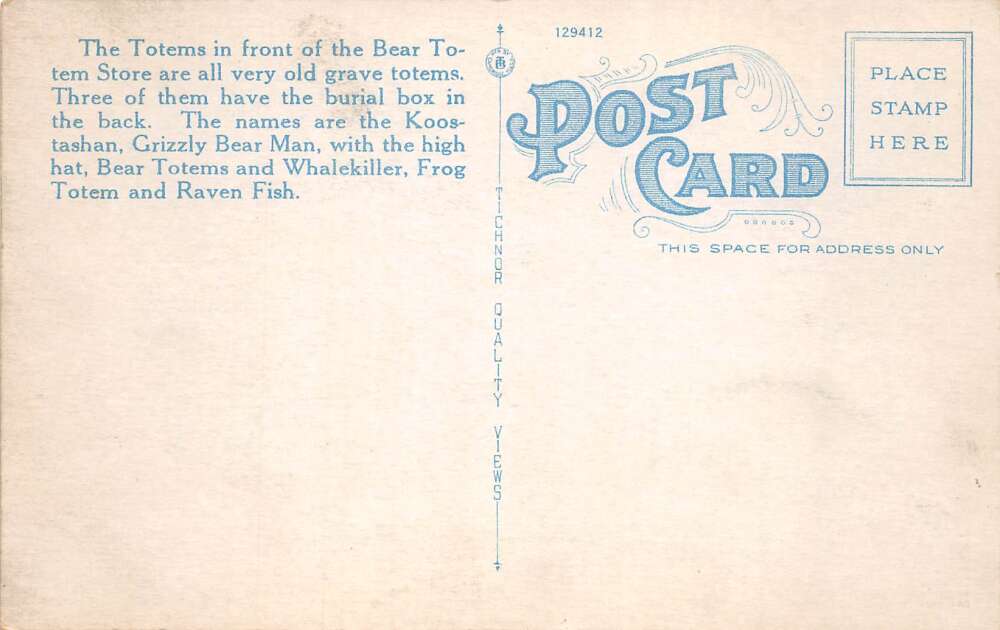 The Totems in front of the Bear To-
tem Store are all very old grave totems.
Three of them have the burial box in
the back. The names are the Koos-
tashan, Grizzly Bear Man, with the high
hat, Bear Totems and Whalekiller, Frog
Totem and Raven Fish.
TICHNOR QUALITY VIEWS
129412
POST
CARD
THIS SPACE FOR ADDRESS ONLY
PLACE
STAMP
HERE